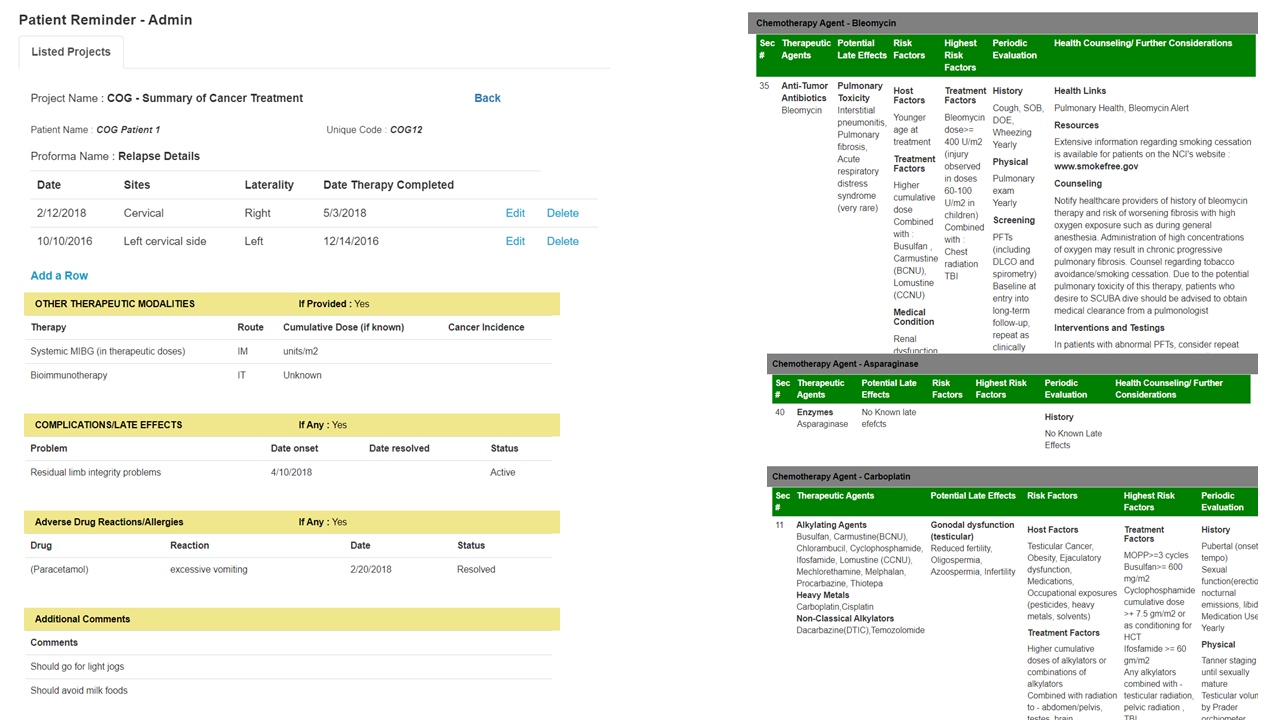 Patient Reminder - Admin
Listed Projects
Project Name : COG - Summary of Cancer Treatment Back
Patient Name : COG Patient 1 Unique Code : COG12
Proforma Name : Relapse Details
Date Sites Laterality Date Therapy Completed
2/12/2018 Cervical Right 5/3/2018 Edit Delete
10/10/2016 Left cervical side Left 12/14/2016 Edit Delete
Add a Row
OTHER THERAPEUTIC MODALITIES If Provided : Yes
Therapy Route Cumulative Dose (if known) Cancer Incidence
Systemic MIBG (in therapeutic doses) IM units/m2
Bioimmunotherapy IT Unknown
COMPLICATIONS/LATE EFFECTS If Any : Yes
Problem Date onset Date resolved Status
Residual limb integrity problems 4/10/2018 Active
Adverse Drug Reactions/Allergies If Any : Yes
Drug Reaction Date Status
(Paracetamol) excessive vomiting 2/20/2018 Resolved
Additional Comments
Comments
Should go for light jogs
Should avoid milk foods
Chemotherapy Agent - Bleomycin
Sec #
Therapeutic Agents
Potential Late Effects
Risk Factors
Highest Risk Factors
Periodic Evaluation
Health Counseling/ Further Considerations
35
Anti-Tumor
Antibiotics
Bleomycin
Pulmonary
Toxicity
Interstitial
pneumonitis,
Pulmonary
fibrosis,
Acute
respiratory
distress
syndrome
(very rare)
Host
Factors
Younger
age at
treatment
Treatment
Factors
Higher
cumulative
dose
Combined
with :
Busulfan ,
Carmustine
(BCNU),
Lomustine
(CCNU)
Medical
Condition
Renal
dysfunction
Treatment
Factors
Bleomycin
dose>=
400 U/m2
(injury
observed
in doses
60-100
U/m2 in
children)
Combined
with :
Chest
radiation
TBI
History
Cough, SOB,
DOE,
Wheezing
Yearly
Physical
Pulmonary
exam
Yearly
Screening
PFTs
(including
DLCO and
spirometry)
Baseline at
entry into
long-term
follow-up,
repeat as
clinically
Health Links
Pulmonary Health, Bleomycin Alert
Resources
Extensive information regarding smoking cessation
is available for patients on the NCI's website :
www.smokefree.gov
Counseling
Notify healthcare providers of history of bleomycin
therapy and risk of worsening fibrosis with high
oxygen exposure such as during general
anesthesia. Administration of high concentrations
of oxygen may result in chronic progressive
pulmonary fibrosis. Counsel regarding tobacco
avoidance/smoking cessation. Due to the potential
pulmonary toxicity of this therapy, patients who
desire to SCUBA dive should be advised to obtain
medical clearance from a pulmonologist
Interventions and Testings
In patients with abnormal PFTs, consider repeat
Chemotherapy Agent - Asparaginase
Sec #
Therapeutic Agents
Potential Late Effects
Risk Factors
Highest Risk Factors
Periodic Evaluation
Health Counseling/ Further Considerations
40
Enzymes
Asparaginase
No Known late
efefcts
History
No Known Late
Effects
Chemotherapy Agent - Carboplatin
Sec #
Therapeutic Agents
Potential Late Effects
Risk Factors
Highest Risk Factors
Periodic Evaluation
11
Alkylating Agents
Busulfan, Carmustine(BCNU),
Chlorambucil, Cyclophosphamide,
Ifosfamide, Lomustine (CCNU),
Mechlorethamine, Melphalan,
Procarbazine, Thiotepa
Heavy Metals
Carboplatin,Cisplatin
Non-Classical Alkylators
Dacarbazine(DTIC),Temozolomide
Gonodal dysfunction
(testicular)
Reduced fertility,
Oligospermia,
Azoospermia, Infertility
Host Factors
Testicular Cancer,
Obesity, Ejaculatory
dysfunction,
Medications,
Occupational exposures
(pesticides, heavy
metals, solvents)
Treatment Factors
Higher cumulative
doses of alkylators or
combinations of
alkylators
Combined with radiation
to - abdomen/pelvis,
testes, brain
Treatment
Factors
MOPP>=3 cycles
Busulfan>= 600
mg/m2
Cyclophosphamide
cumulative dose
>+ 7.5 gm/m2 or
as conditioning for
HCT
Ifosfamide >= 60
gm/m2
Any alkylators
combined with -
testicular radiation,
pelvic radiation ,
TBI
History
Pubertal (onset
tempo)
Sexual
function(erectio
nocturnal
emissions, libid
Medication Use
Yearly
Physical
Tanner staging
until sexually
mature
Testicular volum
by Prader
orchiometer